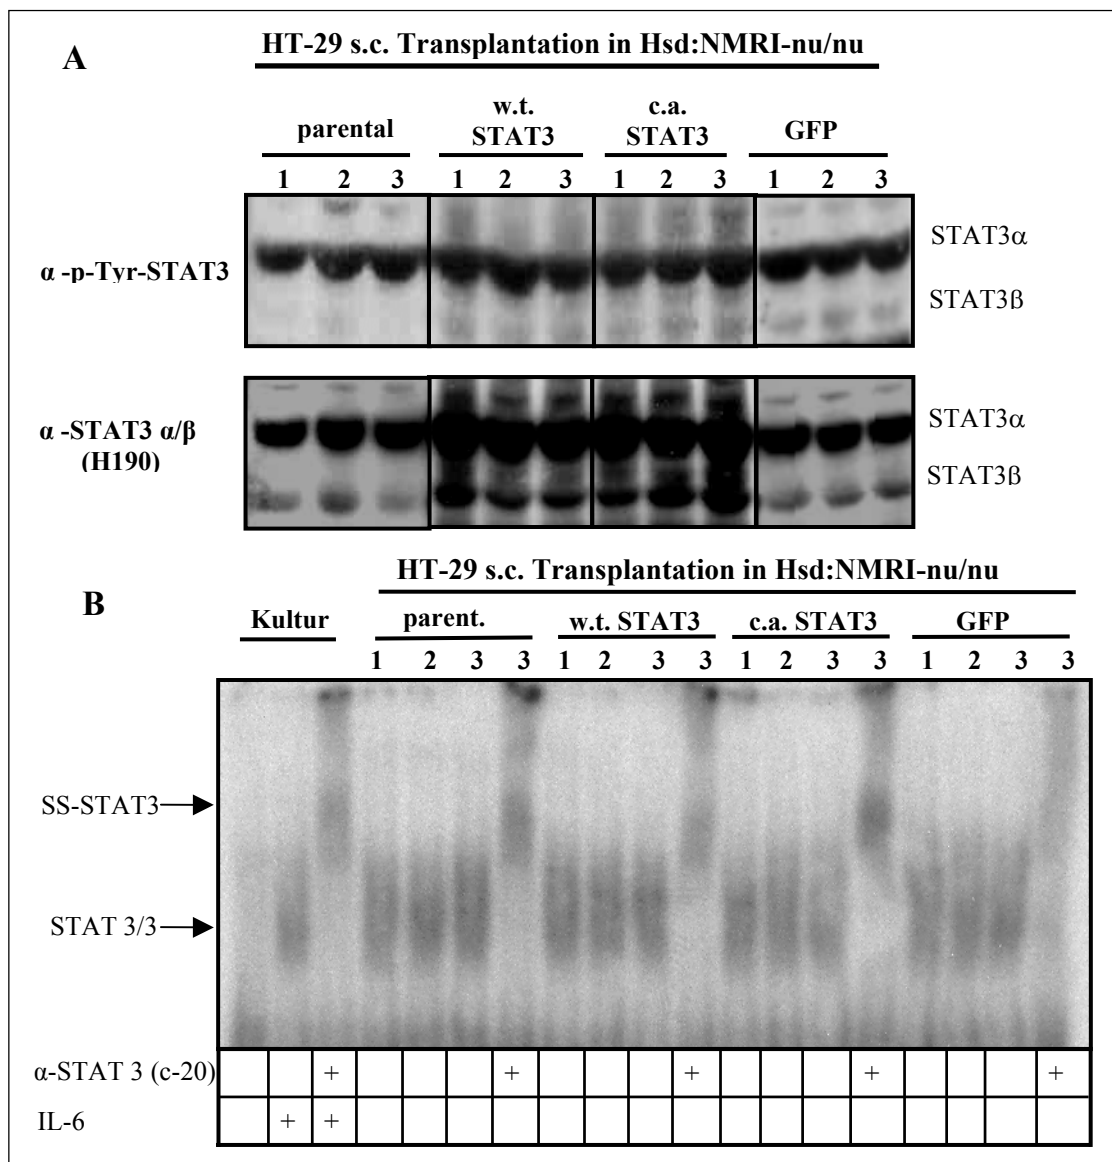 A
HT-29 s.c. Transplantation in Hsd:NMRI-nu/nu
parental
w.t. STAT3
c.a. STAT3
GFP
1 2 3 1 2 3 1 2 3 1 2 3
α -p-Tyr-STAT3
STAT3α
STAT3β
α -STAT3 α/β
(H190)
STAT3α
STAT3β
B
HT-29 s.c. Transplantation in Hsd:NMRI-nu/nu
Kultur parent. w.t. STAT3 c.a. STAT3 GFP
1 2 3 3 1 2 3 3 1 2 3 3 1 2 3 3
SS-STAT3
STAT 3/3
α-STAT 3 (c-20) + + + + +
IL-6 + +